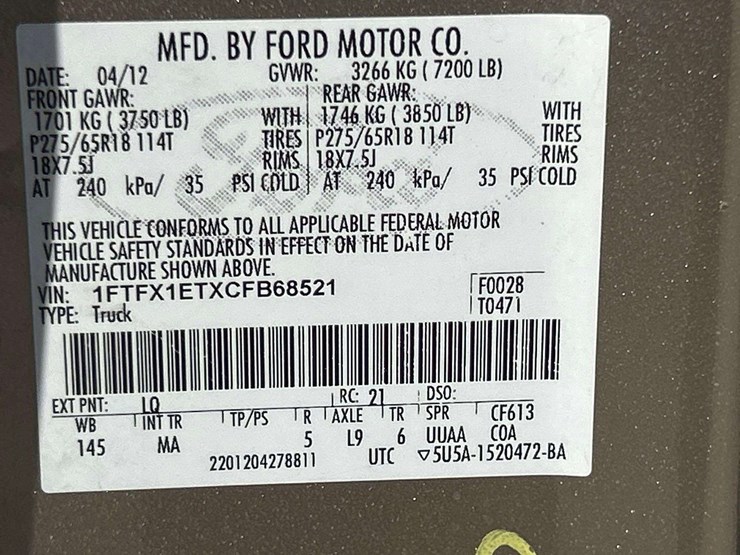 MFD. BY FORD MOTOR CO.
DATE: 04/12 GVWR: 3266 KG ( 7200 LB)
FRONT GAWR: REAR GAWR:
1701 KG ( 3750 LB) WITH 1746 KG ( 3850 LB) WITH
P275/65R18 114T TIRES P275/65R18 114T TIRES
18X7.5J RIMS 18X7.5J RIMS
AT 240 kPa/ 35 PSI COLD AT 240 kPa/ 35 PSI COLD
THIS VEHICLE CONFORMS TO ALL APPLICABLE FEDERAL MOTOR
VEHICLE SAFETY STANDARDS IN EFFECT ON THE DATE OF
MANUFACTURE SHOWN ABOVE.
VIN: 1FTFX1ETXCFB68521 F0028
TYPE: Truck T0471
EXT PNT: LQ RC: 21 DSO:
WB INT TR TP/PS R AXLE TR SPR CF613
145 MA 5 L9 6 UUAA COA
2201204278811 UTC ▽5U5A-1520472-BA